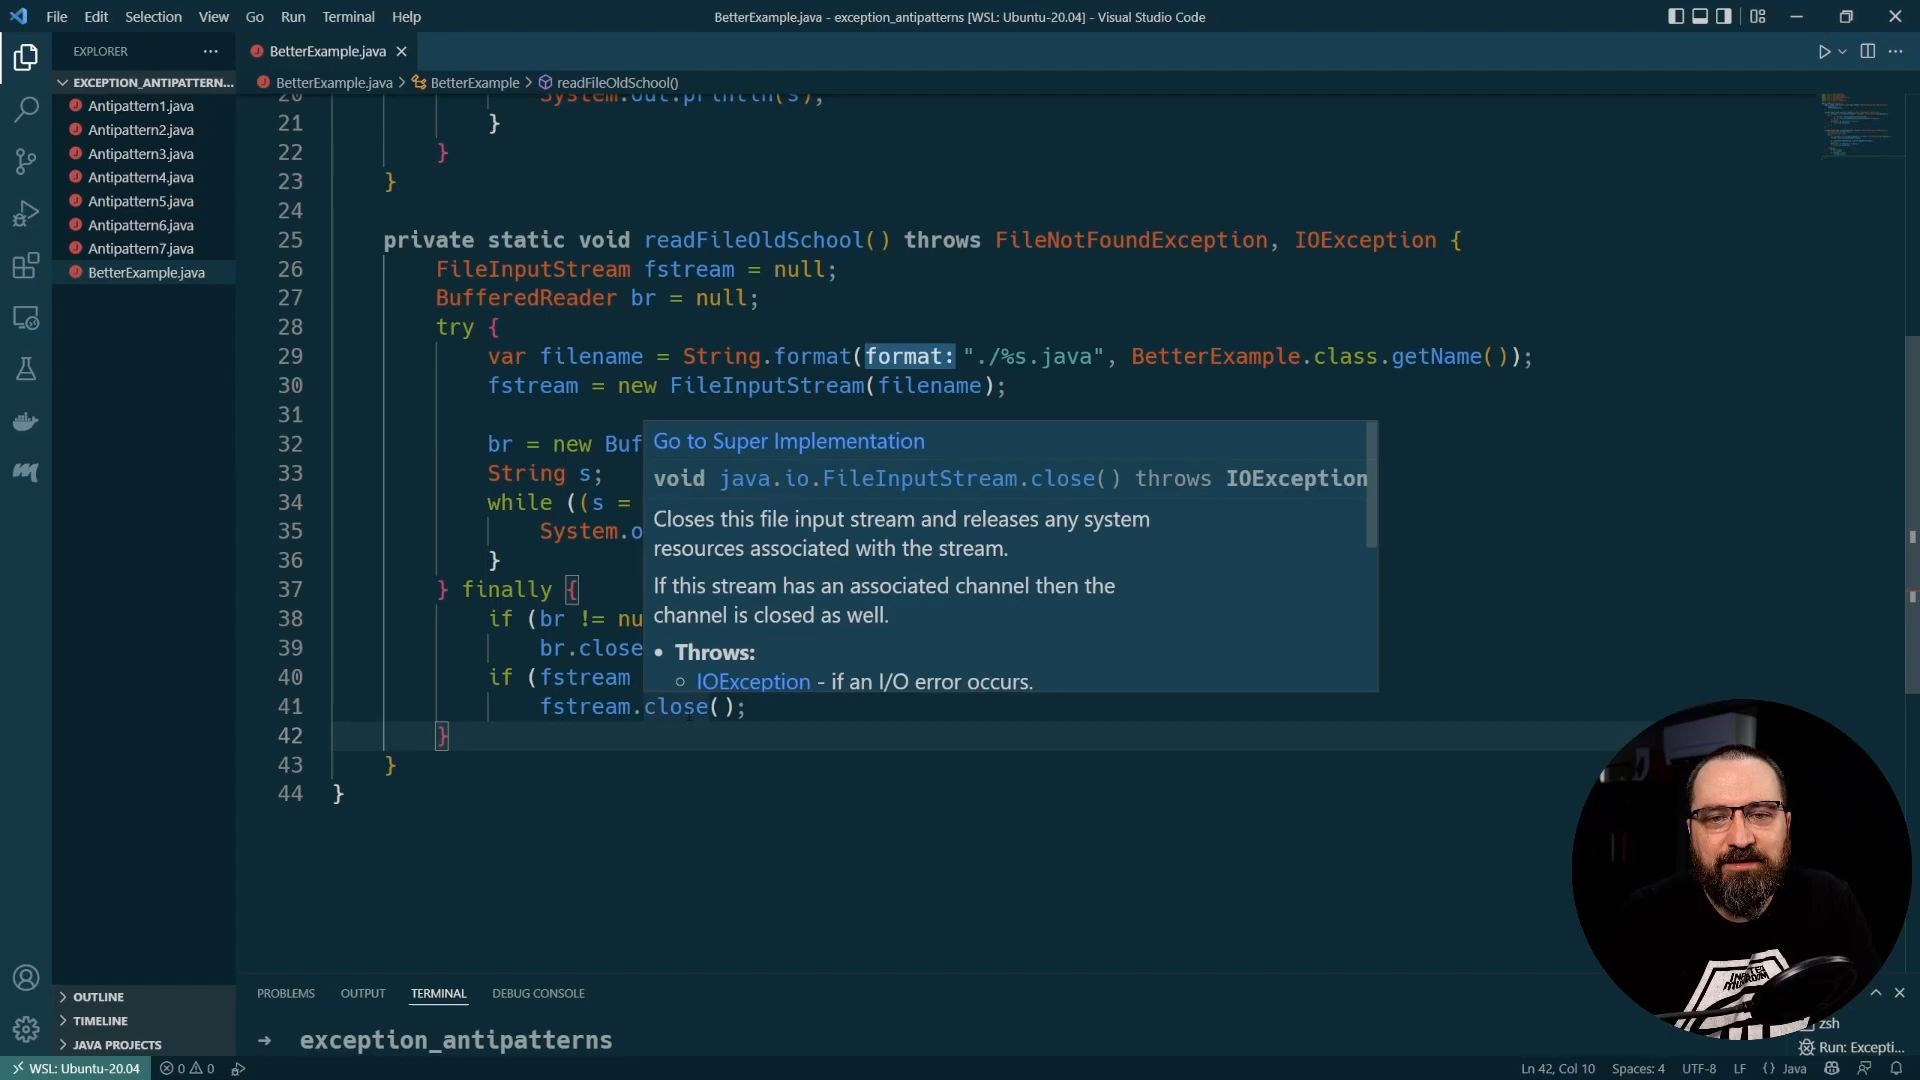 File Edit Selection View Go Run Terminal Help
BetterExample.java - exception_antipatterns [WSL: Ubuntu-20.04] - Visual Studio Code
EXPLORER
EXCEPTION_ANTIPATTERN...
Antipattern1.java
Antipattern2.java
Antipattern3.java
Antipattern4.java
Antipattern5.java
Antipattern6.java
Antipattern7.java
BetterExample.java
OUTLINE
TIMELINE
JAVA PROJECTS
BetterExample.java
BetterExample.java > BetterExample > readFileOldSchool()
20 System.out.println(s);
21 }
22 }
23 }
24
25 private static void readFileOldSchool() throws FileNotFoundException, IOException {
26 FileInputStream fstream = null;
27 BufferedReader br = null;
28 try {
29 var filename = String.format(format: "./%s.java", BetterExample.class.getName());
30 fstream = new FileInputStream(filename);
31
32 br = new Buf
33 String s;
34 while ((s =
35 System.o
36 }
37 } finally {
38 if (br != nu
39 br.close
40 if (fstream
41 fstream.close();
42 }
43 }
44 }
Go to Super Implementation
void java.io.FileInputStream.close() throws IOException
Closes this file input stream and releases any system
resources associated with the stream.
If this stream has an associated channel then the
channel is closed as well.
• Throws:
○ IOException - if an I/O error occurs.
PROBLEMS OUTPUT TERMINAL DEBUG CONSOLE
→ exception_antipatterns
zsh
Run: Excepti...
WSL: Ubuntu-20.04 0 0
Ln 42, Col 10 Spaces: 4 UTF-8 LF {} Java